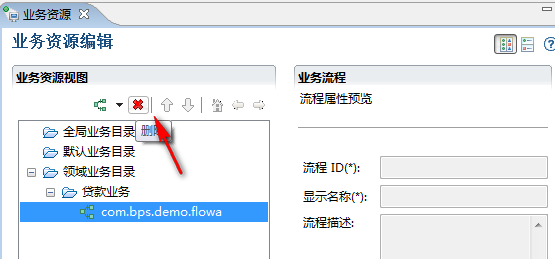 业务资源
业务资源编辑
业务资源视图
删除
全局业务目录
默认业务目录
领域业务目录
贷款业务
com.bps.demo.flowa
业务流程
流程属性预览
流程 ID(*):
显示名称(*):
流程描述: